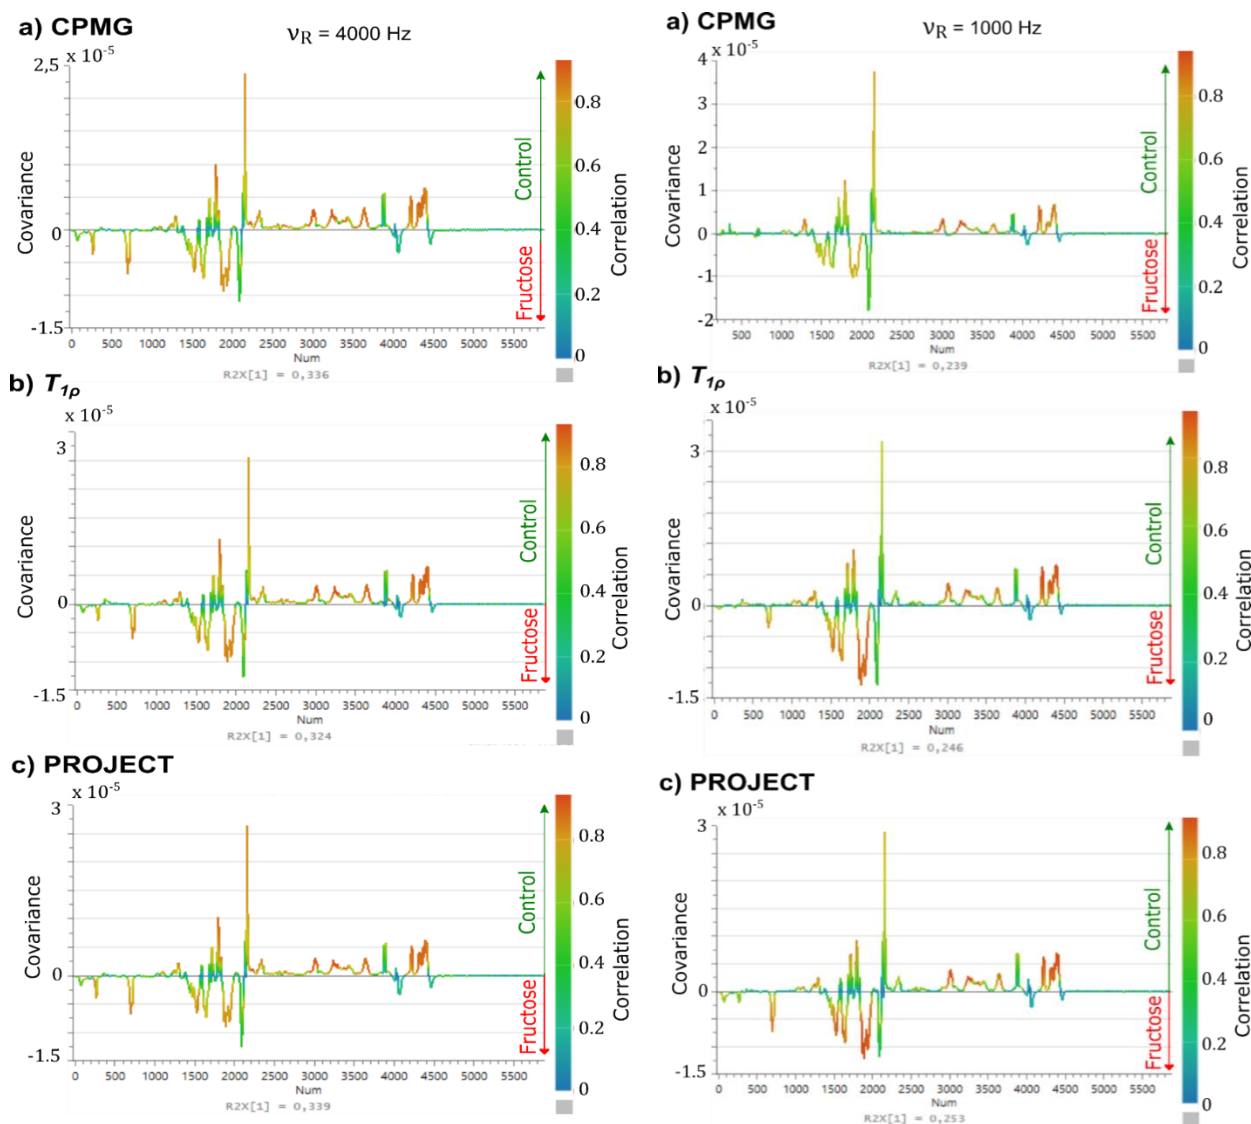 a) CPMG
νR = 4000 Hz
x 10-5
2,5
0
-1.5
Covariance
0 500 1000 1500 2000 2500 3000 3500 4000 4500 5000 5500
Num
R2X[1] = 0,336
Control
Fructose
0.8
0.6
0.4
0.2
0
Correlation
a) CPMG
νR = 1000 Hz
x 10-5
4
3
2
1
0
-1
-2
Covariance
500 1000 1500 2000 2500 3000 3500 4000 4500 5000 5500
Num
R2X[1] = 0,239
Control
Fructose
0.8
0.6
0.4
0.2
0
Correlation
b) T1ρ
x 10-5
3
0
-1.5
Covariance
0 500 1000 1500 2000 2500 3000 3500 4000 4500 5000 5500
Num
R2X[1] = 0,324
Control
Fructose
0.8
0.6
0.4
0.2
0
Correlation
b) T1ρ
x 10-5
3
0
-1.5
Covariance
0 500 1000 1500 2000 2500 3000 3500 4000 4500 5000 5500
Num
R2X[1] = 0,246
Control
Fructose
0.8
0.6
0.4
0.2
0
Correlation
c) PROJECT
x 10-5
3
0
-1.5
Covariance
0 500 1000 1500 2000 2500 3000 3500 4000 4500 5000 5500
Num
R2X[1] = 0,339
Control
Fructose
0.8
0.6
0.4
0.2
0
Correlation
c) PROJECT
x 10-5
3
0
-1.5
Covariance
0 500 1000 1500 2000 2500 3000 3500 4000 4500 5000 5500
Num
R2X[1] = 0,253
Control
Fructose
0.8
0.6
0.4
0.2
0
Correlation